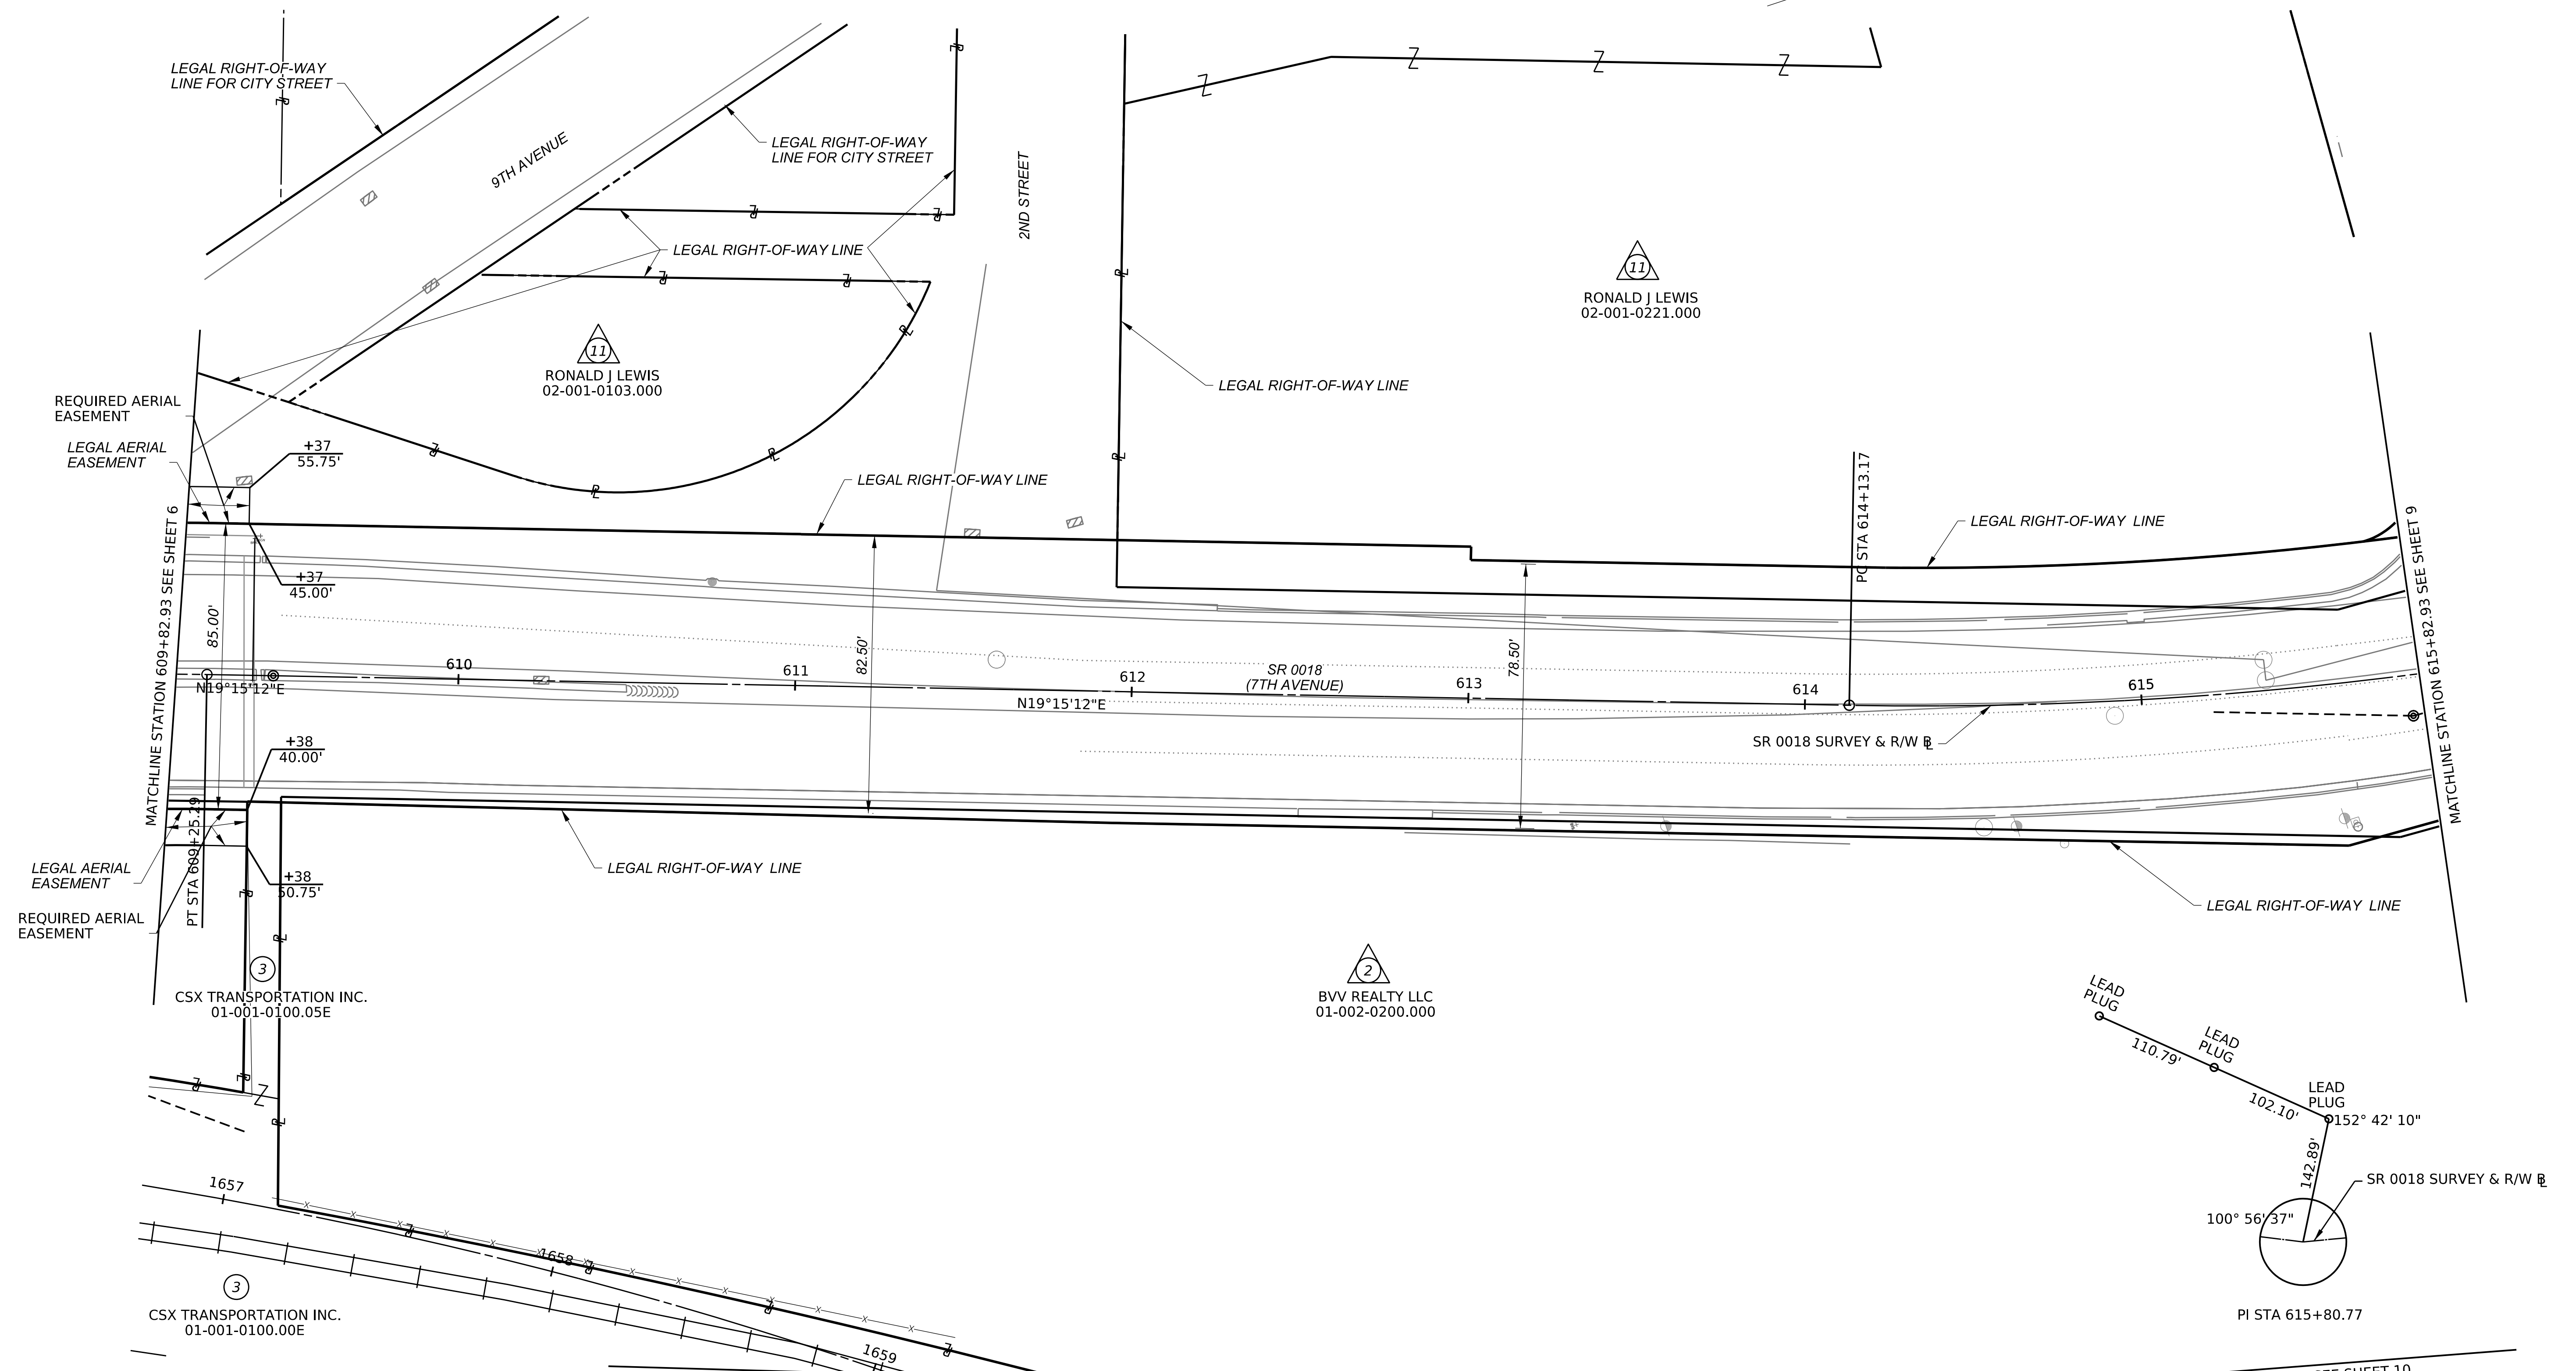 LEGAL RIGHT-OF-WAY
LINE FOR CITY STREET
9TH AVENUE
LEGAL RIGHT-OF-WAY
LINE FOR CITY STREET
2ND STREET
LEGAL RIGHT-OF-WAY LINE
11
RONALD J LEWIS
02-001-0221.000
11
RONALD J LEWIS
02-001-0103.000
LEGAL RIGHT-OF-WAY LINE
REQUIRED AERIAL
EASEMENT
LEGAL AERIAL
EASEMENT
+37
55.75'
LEGAL RIGHT-OF-WAY LINE
PC STA 614+13.17
LEGAL RIGHT-OF-WAY  LINE
MATCHLINE STATION 609+82.93 SEE SHEET 6
MATCHLINE STATION 615+82.93 SEE SHEET 9
+37
45.00'
85.00'
82.50'
78.50'
N19°15'12"E
610
611
612
613
614
615
SR 0018
(7TH AVENUE)
N19°15'12"E
SR 0018 SURVEY & R/W BL
+38
40.00'
PT STA 609+25.29
LEGAL AERIAL
EASEMENT
+38
50.75'
LEGAL RIGHT-OF-WAY  LINE
LEGAL RIGHT-OF-WAY  LINE
REQUIRED AERIAL
EASEMENT
3
CSX TRANSPORTATION INC.
01-001-0100.05E
2
BVV REALTY LLC
01-002-0200.000
LEAD
PLUG
110.79'
LEAD
PLUG
102.10'
LEAD
PLUG
152° 42' 10"
142.89'
SR 0018 SURVEY & R/W BL
100° 56' 37"
PI STA 615+80.77
1657
1658
1659
3
CSX TRANSPORTATION INC.
01-001-0100.00E
SEE SHEET 10